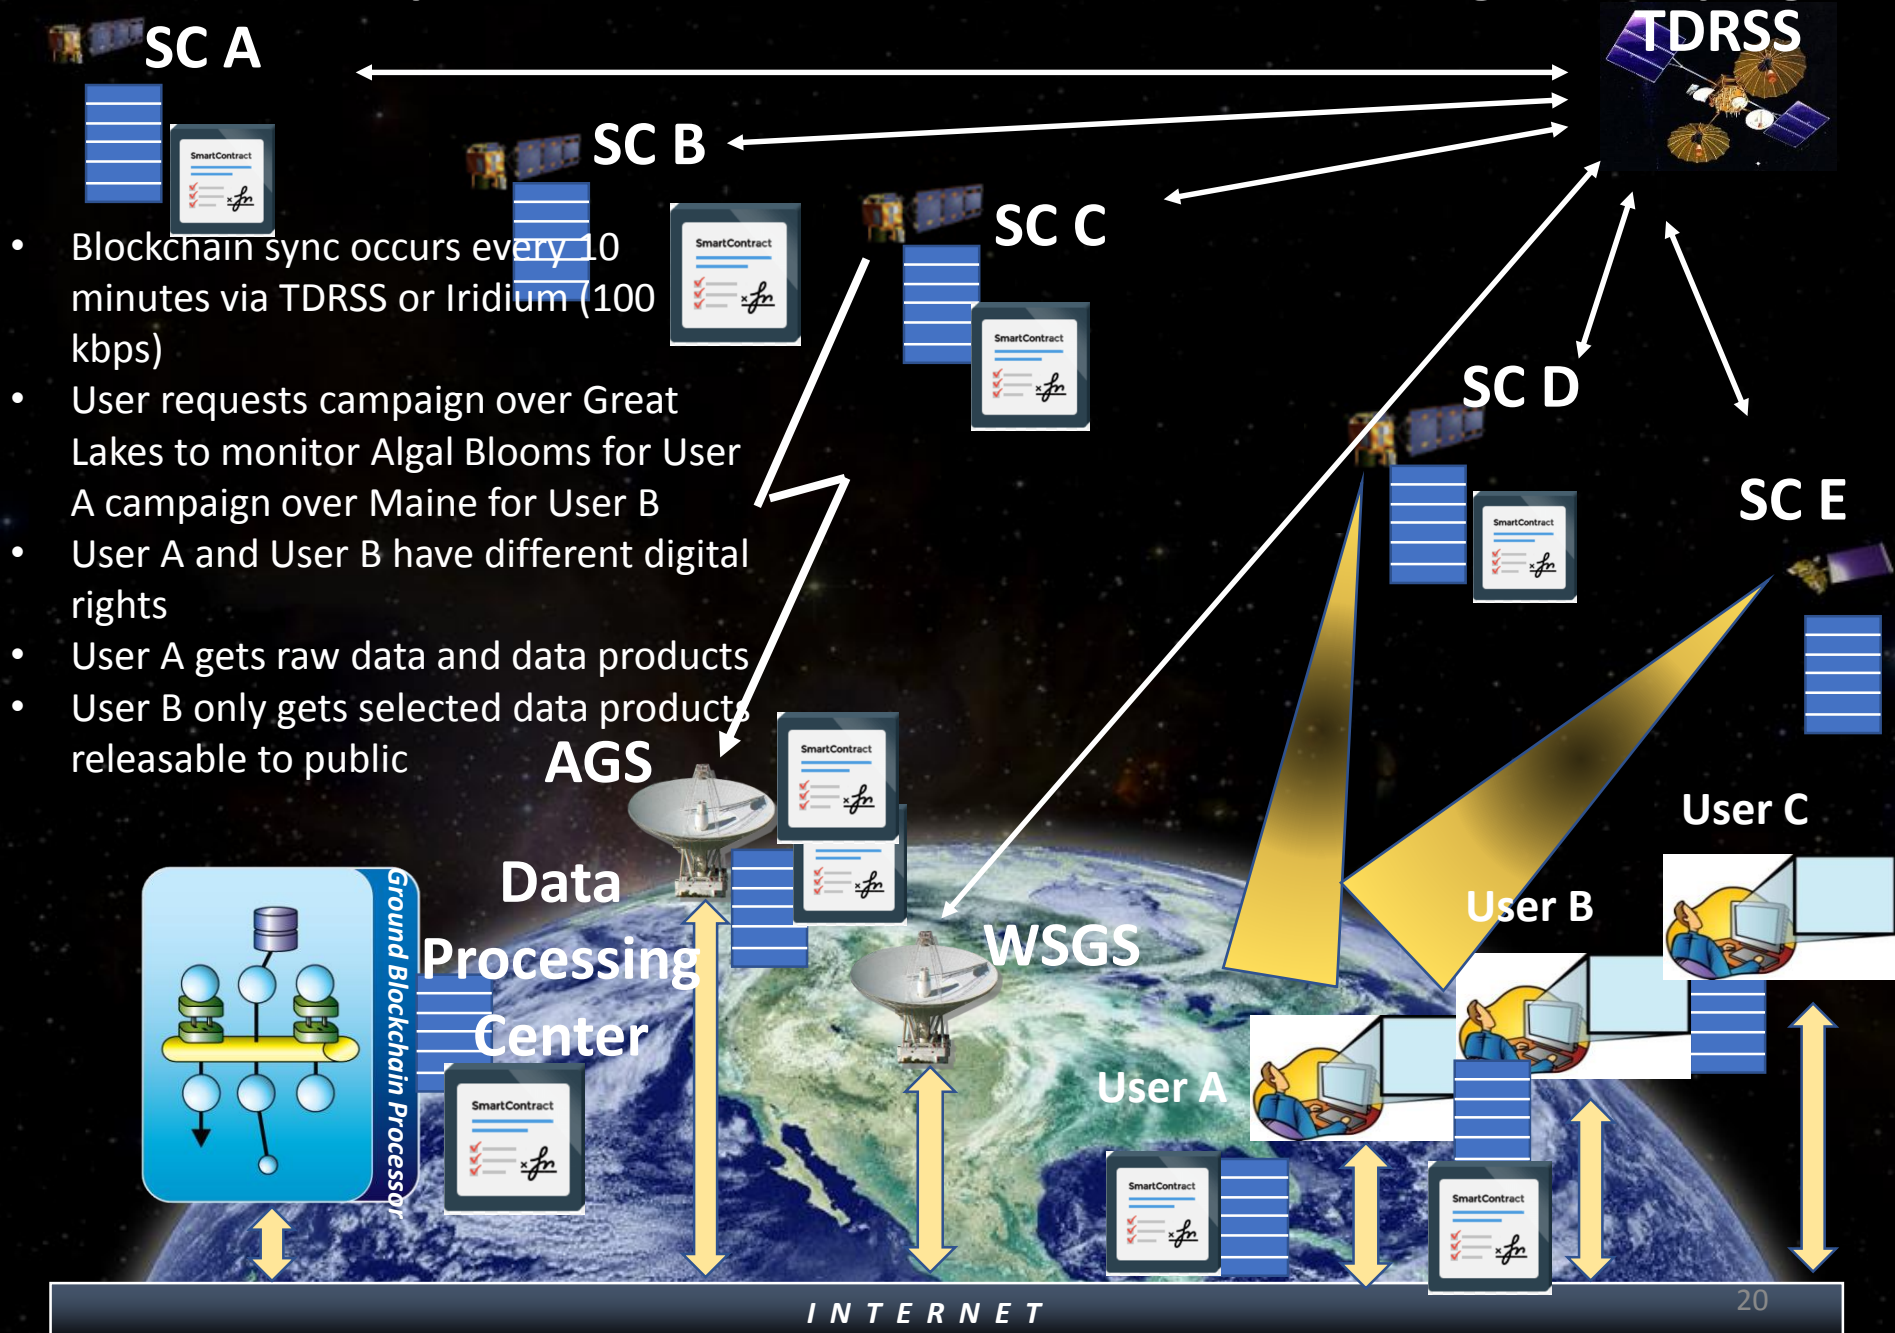 SC A
TDRSS
SC B
SC C
SmartContract
SmartContract
SmartContract
• Blockchain sync occurs every 10
minutes via TDRSS or Iridium (100
kbps)
• User requests campaign over Great
Lakes to monitor Algal Blooms for User
A campaign over Maine for User B
• User A and User B have different digital
rights
• User A gets raw data and data products
• User B only gets selected data products
releasable to public
SC D
SC E
SmartContract
AGS
SmartContract
User C
Data
Processing
Center
Ground Blockchain Processor
User B
WSGS
User A
SmartContract
SmartContract
SmartContract
INTERNET
20